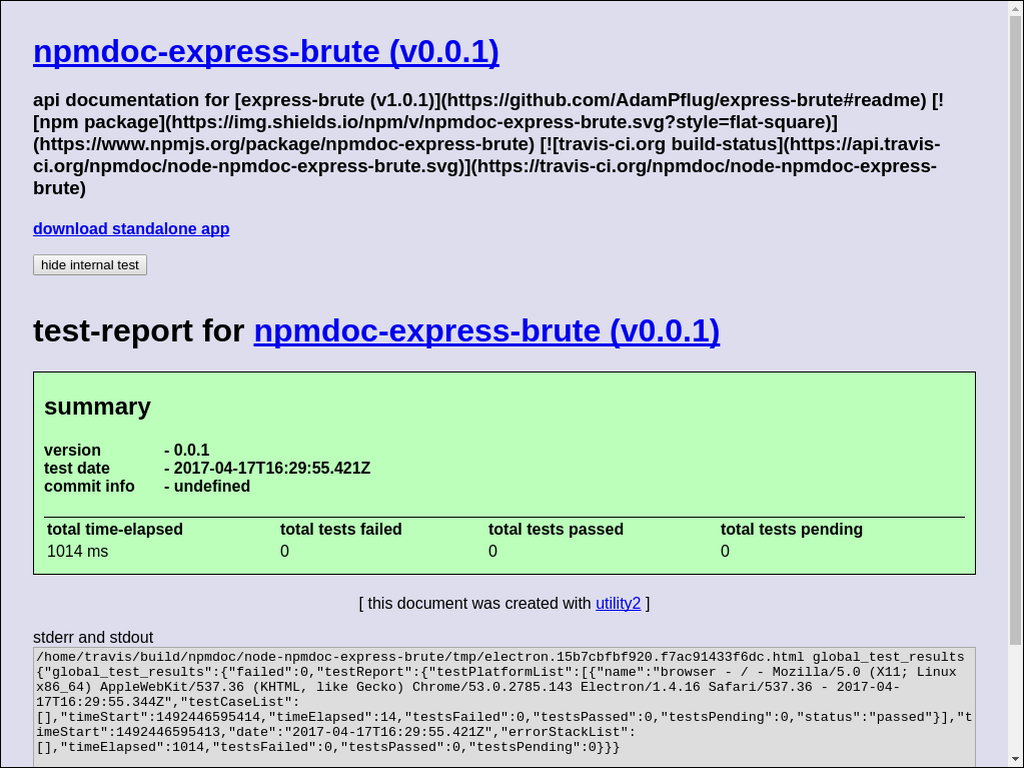 npmdoc-express-brute (v0.0.1)
api documentation for [express-brute (v1.0.1)](https://github.com/AdamPflug/express-brute#readme) [!
[npm package](https://img.shields.io/npm/v/npmdoc-express-brute.svg?style=flat-square)]
(https://www.npmjs.org/package/npmdoc-express-brute) [![travis-ci.org build-status](https://api.travis-
ci.org/npmdoc/node-npmdoc-express-brute.svg)](https://travis-ci.org/npmdoc/node-npmdoc-express-
brute)
download standalone app
hide internal test
test-report for npmdoc-express-brute (v0.0.1)
summary
version - 0.0.1
test date - 2017-04-17T16:29:55.421Z
commit info - undefined
total time-elapsed total tests failed total tests passed total tests pending
1014 ms 0 0 0
[ this document was created with utility2 ]
stderr and stdout
/home/travis/build/npmdoc/node-npmdoc-express-brute/tmp/electron.15b7cbfbf920.f7ac91433f6dc.html global_test_results
{"global_test_results":{"failed":0,"testReport":{"testPlatformList":[{"name":"browser - / - Mozilla/5.0 (X11; Linux
x86_64) AppleWebKit/537.36 (KHTML, like Gecko) Chrome/53.0.2785.143 Electron/1.4.16 Safari/537.36 - 2017-04-
17T16:29:55.344Z","testCaseList":
[],"timeStart":1492446595414,"timeElapsed":14,"testsFailed":0,"testsPassed":0,"testsPending":0,"status":"passed"}],"t
imeStart":1492446595413,"date":"2017-04-17T16:29:55.421Z","errorStackList":
[],"timeElapsed":1014,"testsFailed":0,"testsPassed":0,"testsPending":0}}}